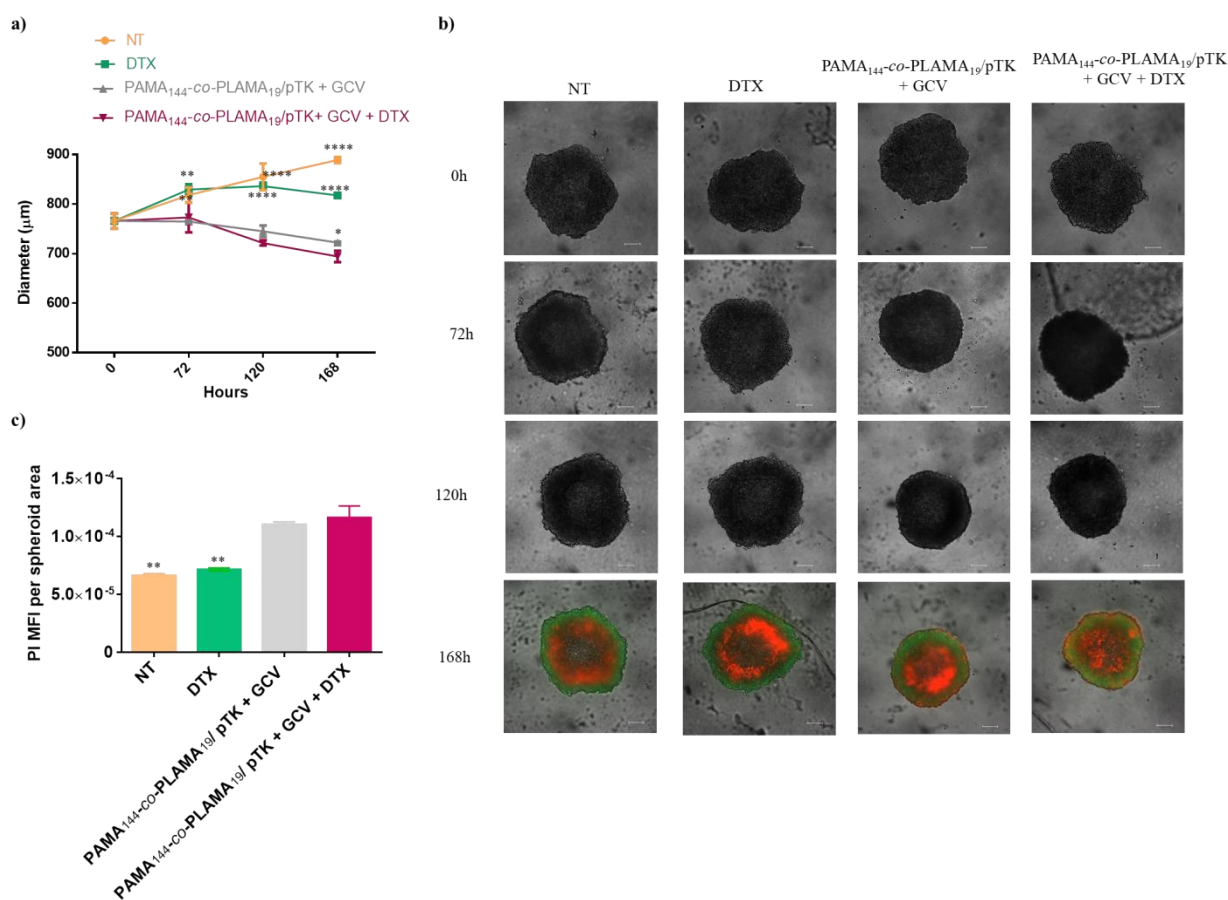 a)
NT
DTX
PAMA₁₄₄-co-PLAMA₁₉/pTK + GCV
PAMA₁₄₄-co-PLAMA₁₉/pTK+ GCV + DTX
900
800
700
600
500
Diameter (μm)
**
**
****
****
****
****
*
0
72
120
168
Hours
b)
NT
DTX
PAMA₁₄₄-co-PLAMA₁₉/pTK
+ GCV
PAMA₁₄₄-co-PLAMA₁₉/pTK
+ GCV + DTX
0h
72h
120h
168h
c)
PI MFI per spheroid area
1.5×10⁻⁴
1.0×10⁻⁴
5.0×10⁻⁵
0
**
**
NT
DTX
PAMA₁₄₄-co-PLAMA₁₉/ pTK + GCV
PAMA₁₄₄-co-PLAMA₁₉/ pTK + GCV + DTX